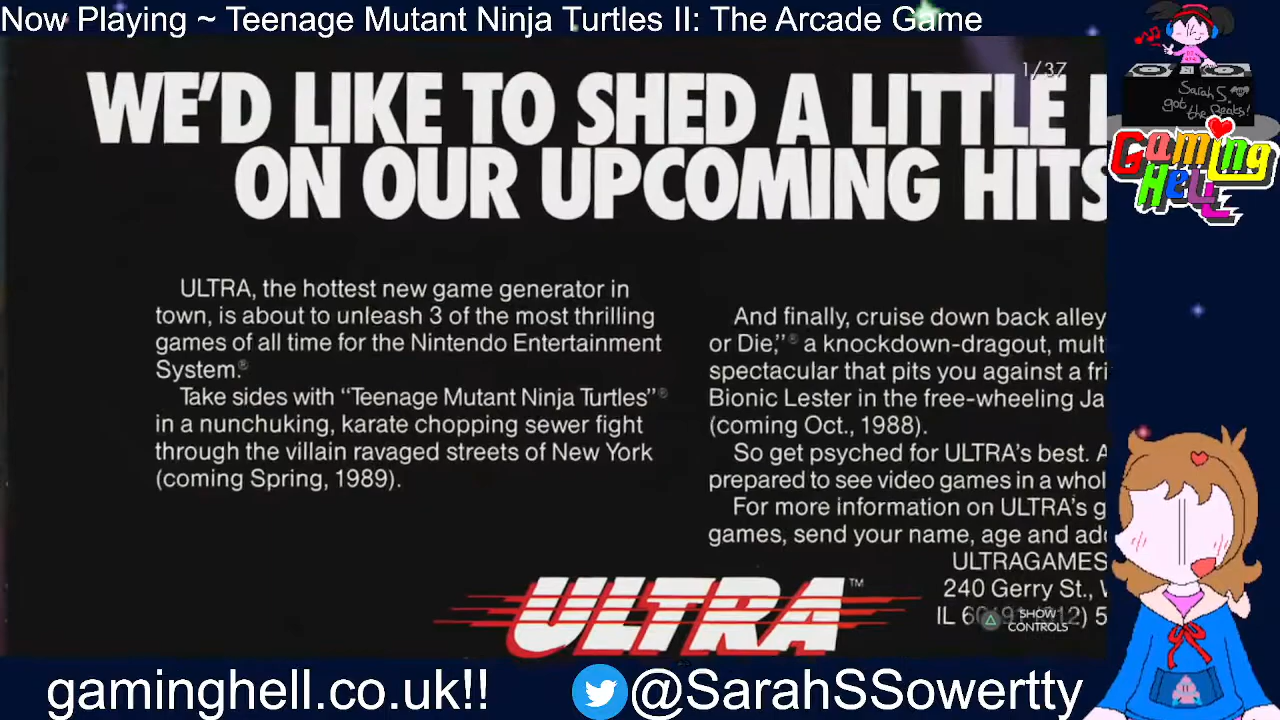 Now Playing ~ Teenage Mutant Ninja Turtles II: The Arcade Game
1/37
WE'D LIKE TO SHED A LITTLE
ON OUR UPCOMING HITS
ULTRA, the hottest new game generator in
town, is about to unleash 3 of the most thrilling
games of all time for the Nintendo Entertainment
System.®
Take sides with "Teenage Mutant Ninja Turtles"®
in a nunchuking, karate chopping sewer fight
through the villain ravaged streets of New York
(coming Spring, 1989).
And finally, cruise down back alley
or Die,"® a knockdown-dragout, mult
spectacular that pits you against a fri
Bionic Lester in the free-wheeling Ja
(coming Oct., 1988).
So get psyched for ULTRA's best. A
prepared to see video games in a whol
For more information on ULTRA's g
games, send your name, age and add
ULTRAGAMES
240 Gerry St.,
IL
SHOW
CONTROLS
ULTRA™
Sarah S.
got
the Beats!
Gaming
Hell
gaminghell.co.uk!!
@SarahSSowertty